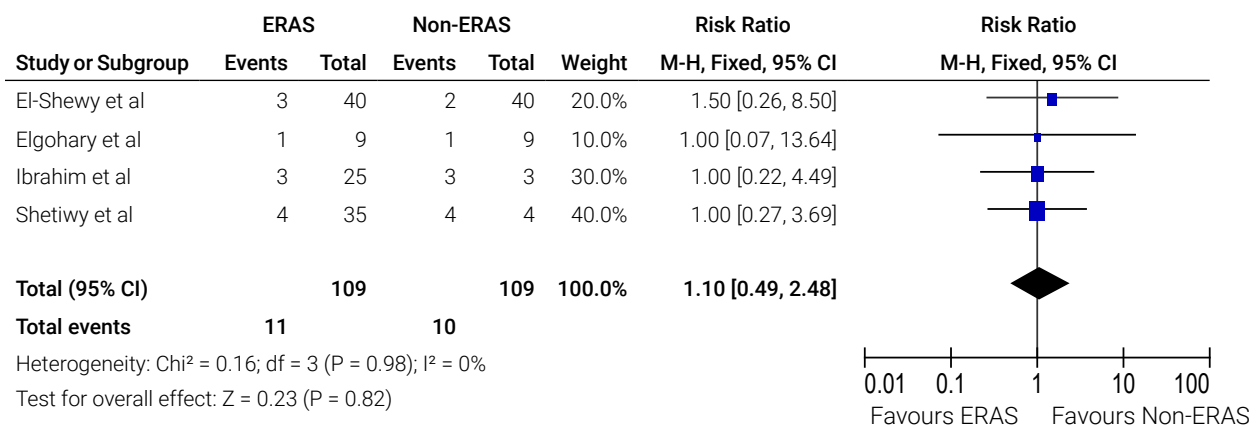 ERAS Non-ERAS Risk Ratio Risk Ratio
Study or Subgroup Events Total Events Total Weight M-H, Fixed, 95% CI M-H, Fixed, 95% CI
El-Shewy et al 3 40 2 40 20.0% 1.50 [0.26, 8.50]
Elgohary et al 1 9 1 9 10.0% 1.00 [0.07, 13.64]
Ibrahim et al 3 25 3 3 30.0% 1.00 [0.22, 4.49]
Shetiwy et al 4 35 4 4 40.0% 1.00 [0.27, 3.69]
Total (95% CI) 109 109 100.0% 1.10 [0.49, 2.48]
Total events 11 10
Heterogeneity: Chi² = 0.16; df = 3 (P = 0.98); I² = 0%
Test for overall effect: Z = 0.23 (P = 0.82)
0.01 0.1 1 10 100
Favours ERAS Favours Non-ERAS